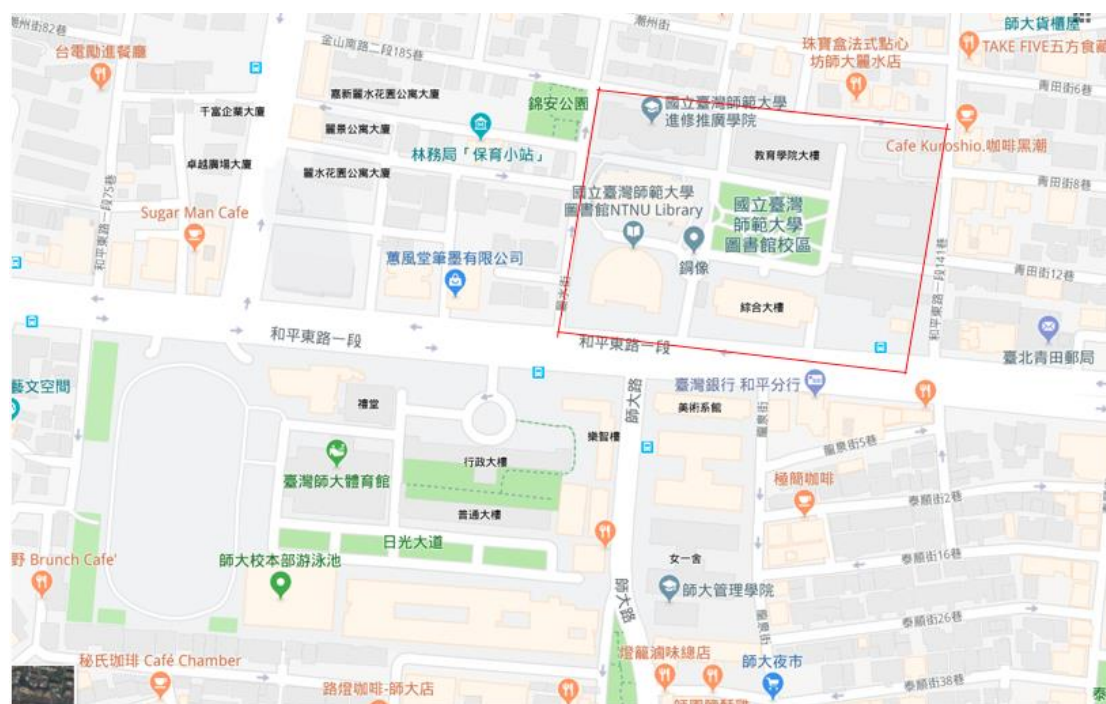 潮州街82巷
台電勵進餐廳
金山南路二段185巷
潮州街
師大貨櫃屋
TAKE FIVE五方食藏
珠寶盒法式點心
坊師大麗水店
青田街6巷
千富企業大廈
嘉新麗水花園公寓大廈
錦安公園
國立臺灣師範大學
進修推廣學院
麗景公寓大廈
林務局「保育小站」
教育學院大樓
Cafe Kuroshio.咖啡黑潮
卓越廣場大廈
麗水花園公寓大廈
青田街8巷
和平東路一段75巷
Sugar Man Cafe
國立臺灣師範大學
圖書館NTNU Library
國立臺灣
師範大學
圖書館校區
蕙風堂筆墨有限公司
銅像
青田街12巷
麗水街
綜合大樓
和平東路一段141巷
和平東路一段
和平東路一段
臺北青田郵局
藝文空間
臺灣銀行 和平分行
禮堂
師大路
美術系館
龍泉街
樂智樓
龍泉街5巷
臺灣師大體育館
行政大樓
極簡咖啡
泰順街2巷
普通大樓
日光大道
泰順街16巷
野 Brunch Cafe'
師大校本部游泳池
女一舍
師大管理學院
師大路
龍泉街
泰順街26巷
秘氏咖琲 Café Chamber
燈籠滷味總店
師大夜市
路燈咖啡-師大店
泰順街38巷
泰